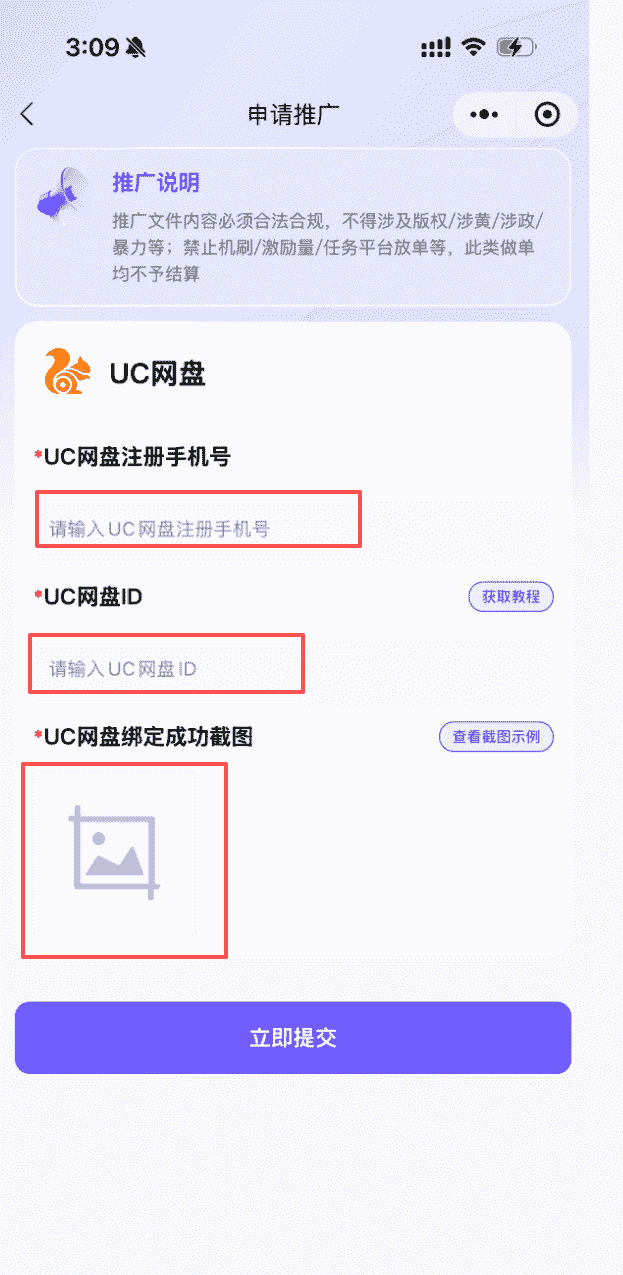 3:09
申请推广
推广说明
推广文件内容必须合法合规，不得涉及版权/涉黄/涉政/
暴力等；禁止机刷/激励量/任务平台放单等，此类做单
均不予结算
UC网盘
*UC网盘注册手机号
请输入UC网盘注册手机号
*UC网盘ID
获取教程
请输入UC网盘ID
*UC网盘绑定成功截图
查看截图示例
立即提交